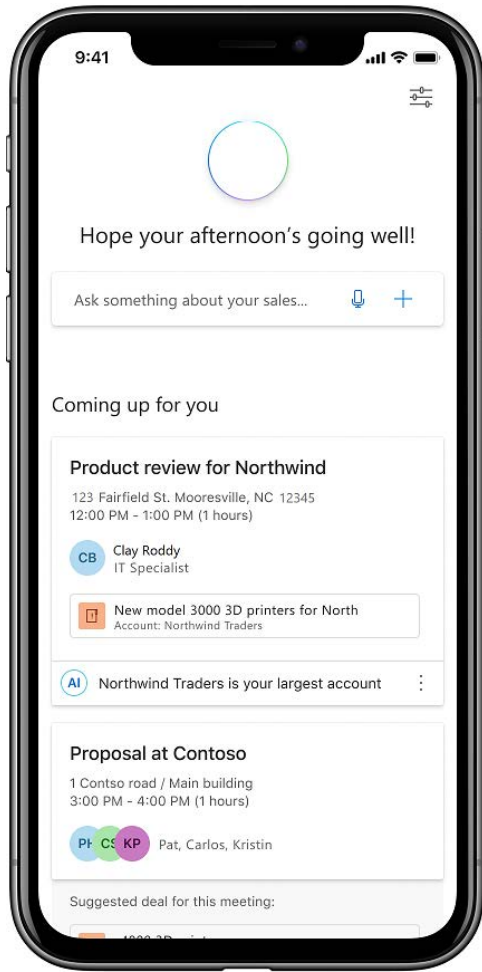 9:41
Hope your afternoon's going well!
Ask something about your sales...
Coming up for you
Product review for Northwind
123 Fairfield St. Mooresville, NC 12345
12:00 PM - 1:00 PM (1 hours)
CB
Clay Roddy
IT Specialist
New model 3000 3D printers for North
Account: Northwind Traders
AI Northwind Traders is your largest account
Proposal at Contoso
1 Contso road / Main building
3:00 PM - 4:00 PM (1 hours)
PH CS KP Pat, Carlos, Kristin
Suggested deal for this meeting: